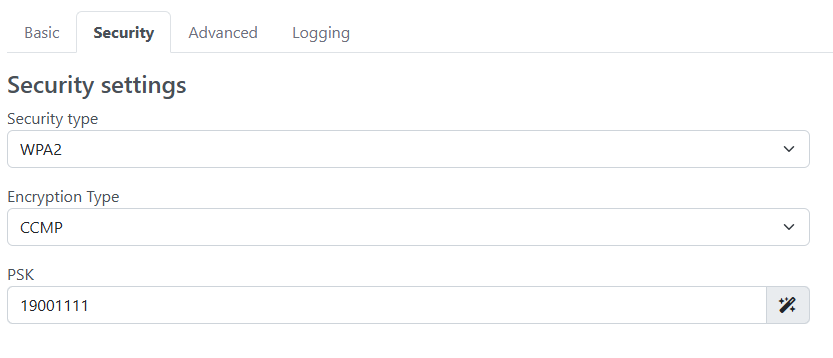 Basic Security Advanced Logging
Security settings
Security type
WPA2
Encryption Type
CCMP
PSK
19001111